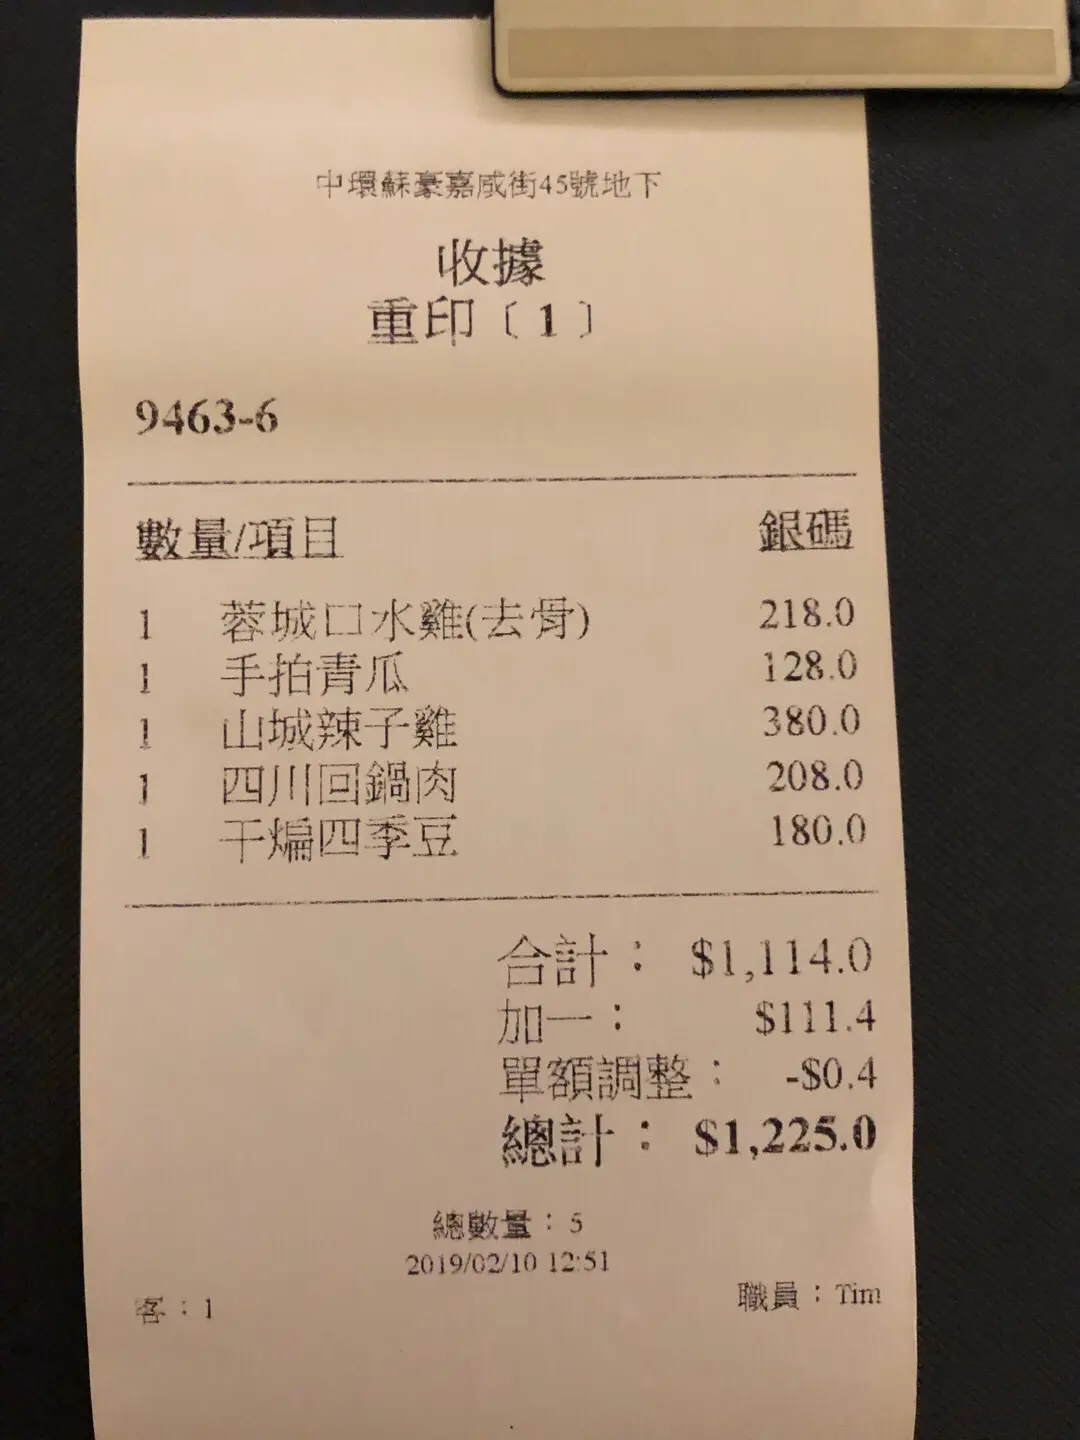 中環蘇豪嘉咸街45號地下
收據
重印〔1〕
9463-6
數量/項目 銀碼
1 蓉城口水雞(去骨) 218.0
1 手拍青瓜 128.0
1 山城辣子雞 380.0
1 四川回鍋肉 208.0
1 干煸四季豆 180.0
合計： $1,114.0
加一： $111.4
單額調整： -$0.4
總計： $1,225.0
總數量：5
2019/02/10 12:51
客：1 職員：Tim